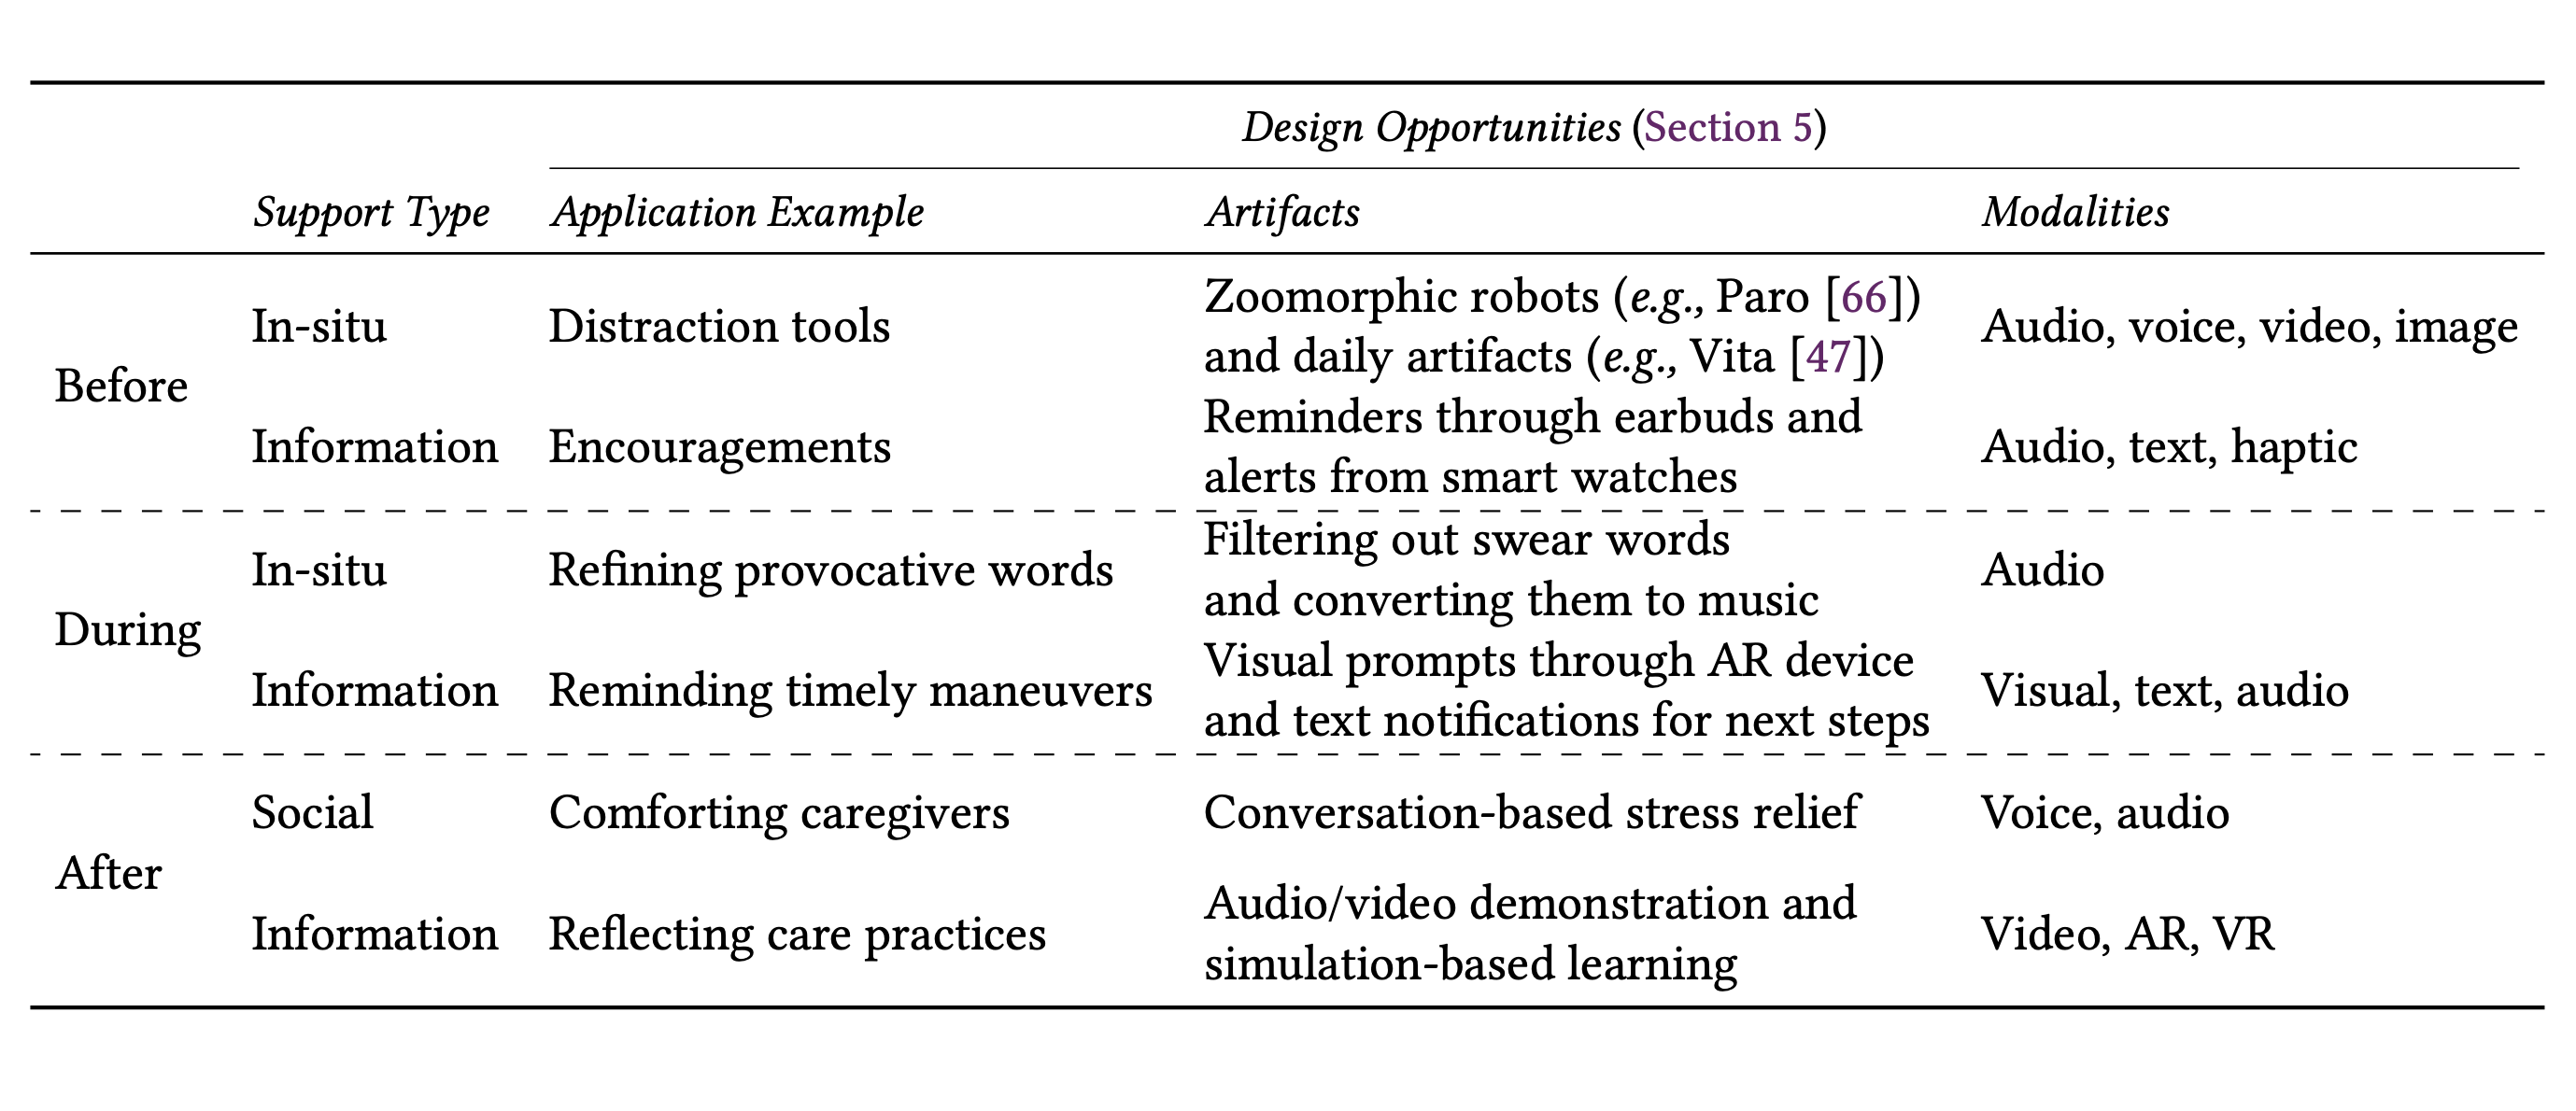 Design Opportunities (Section 5)
Support Type Application Example Artifacts Modalities
Before
In-situ Distraction tools Zoomorphic robots (e.g., Paro [66]) and daily artifacts (e.g., Vita [47]) Audio, voice, video, image
Information Encouragements Reminders through earbuds and alerts from smart watches Audio, text, haptic
During
In-situ Refining provocative words Filtering out swear words and converting them to music Audio
Information Reminding timely maneuvers Visual prompts through AR device and text notifications for next steps Visual, text, audio
After
Social Comforting caregivers Conversation-based stress relief Voice, audio
Information Reflecting care practices Audio/video demonstration and simulation-based learning Video, AR, VR